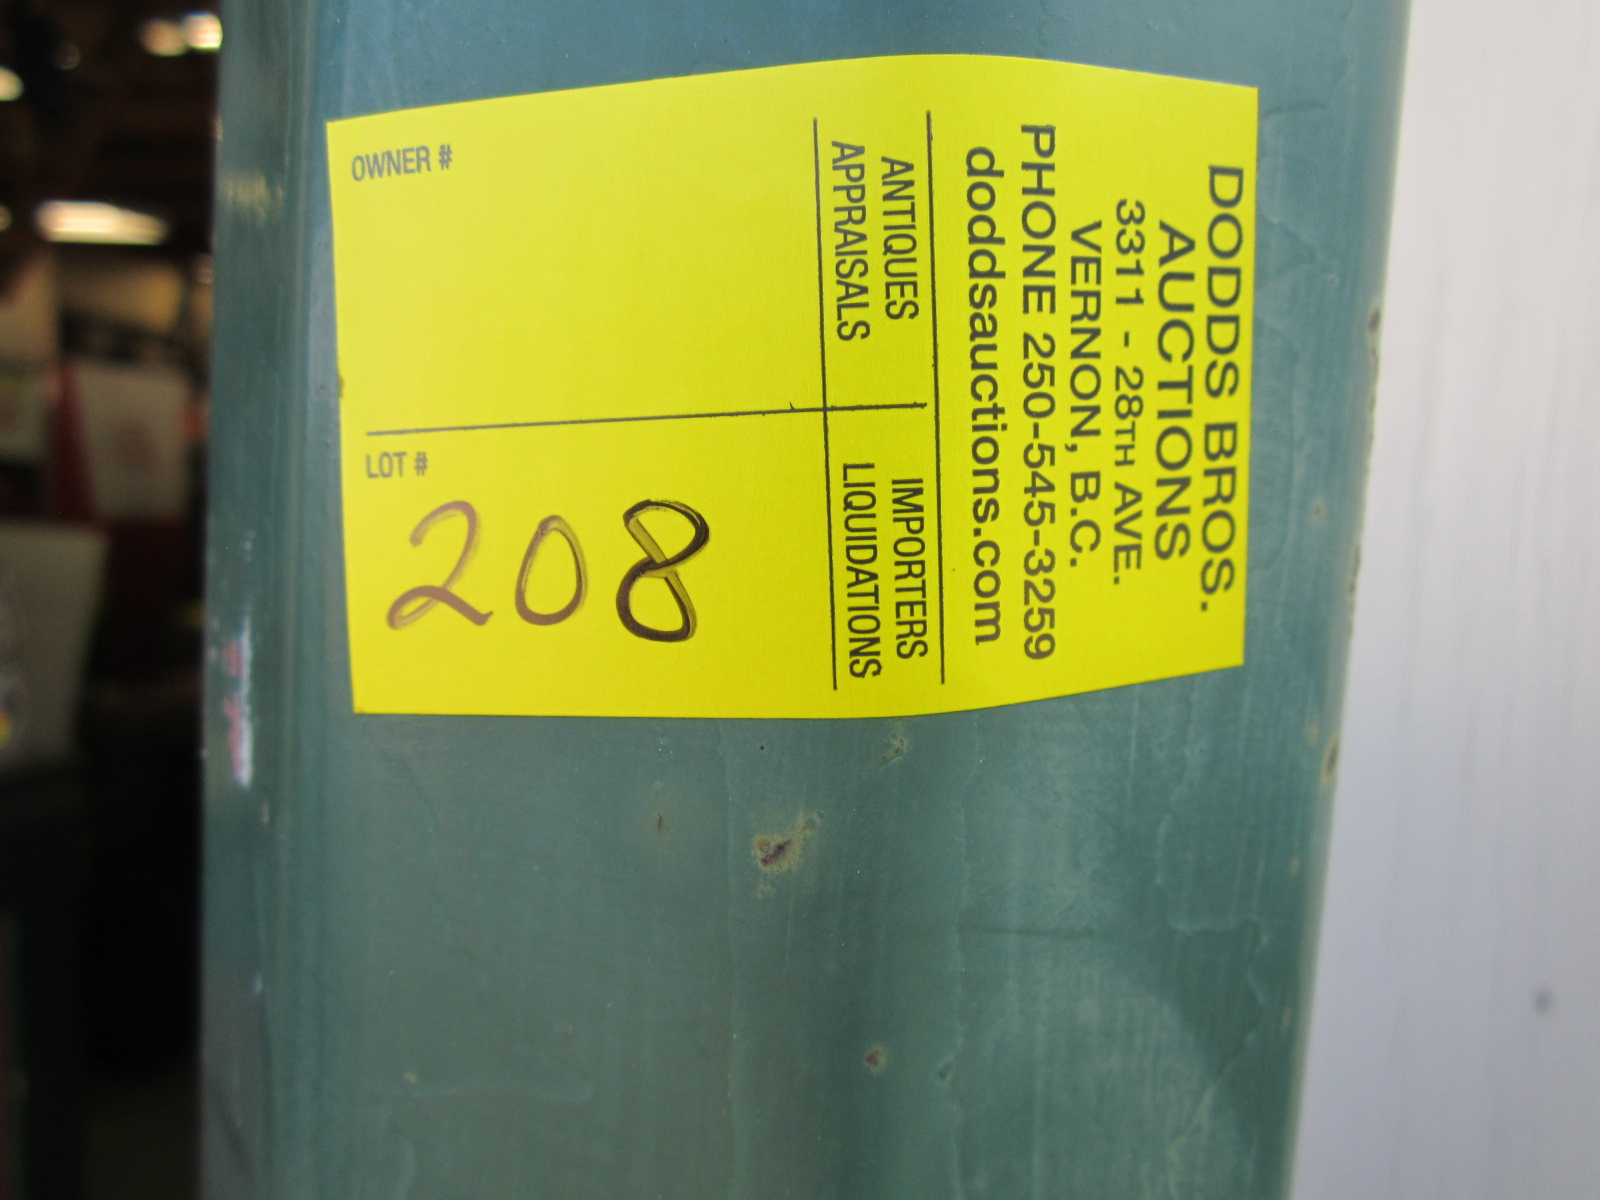 DODDS BROS.
AUCTIONS
3311 - 28TH AVE.
VERNON, B.C.
PHONE 250-545-3259
doddsauctions.com
ANTIQUES
APPRAISALS
IMPORTERS
LIQUIDATIONS
OWNER #
LOT #
208